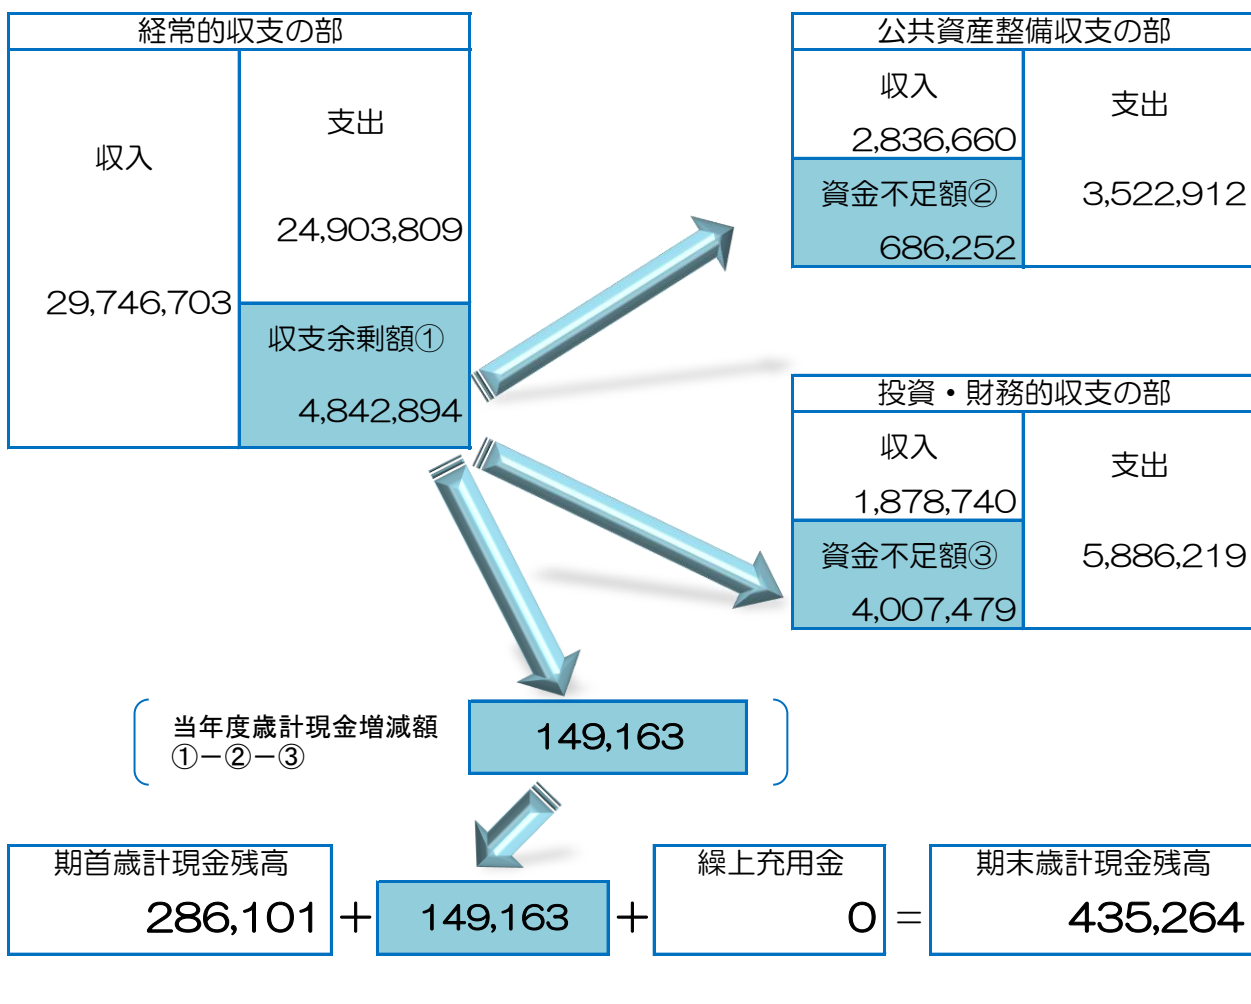 経常的収支の部
収入
29,746,703
支出
24,903,809
収支余剰額①
4,842,894
公共資産整備収支の部
収入
2,836,660
資金不足額②
686,252
支出
3,522,912
投資・財務的収支の部
収入
1,878,740
資金不足額③
4,007,479
支出
5,886,219
当年度歳計現金増減額
①－②－③
149,163
期首歳計現金残高
286,101
＋
149,163
＋
繰上充用金
0
＝
期末歳計現金残高
435,264